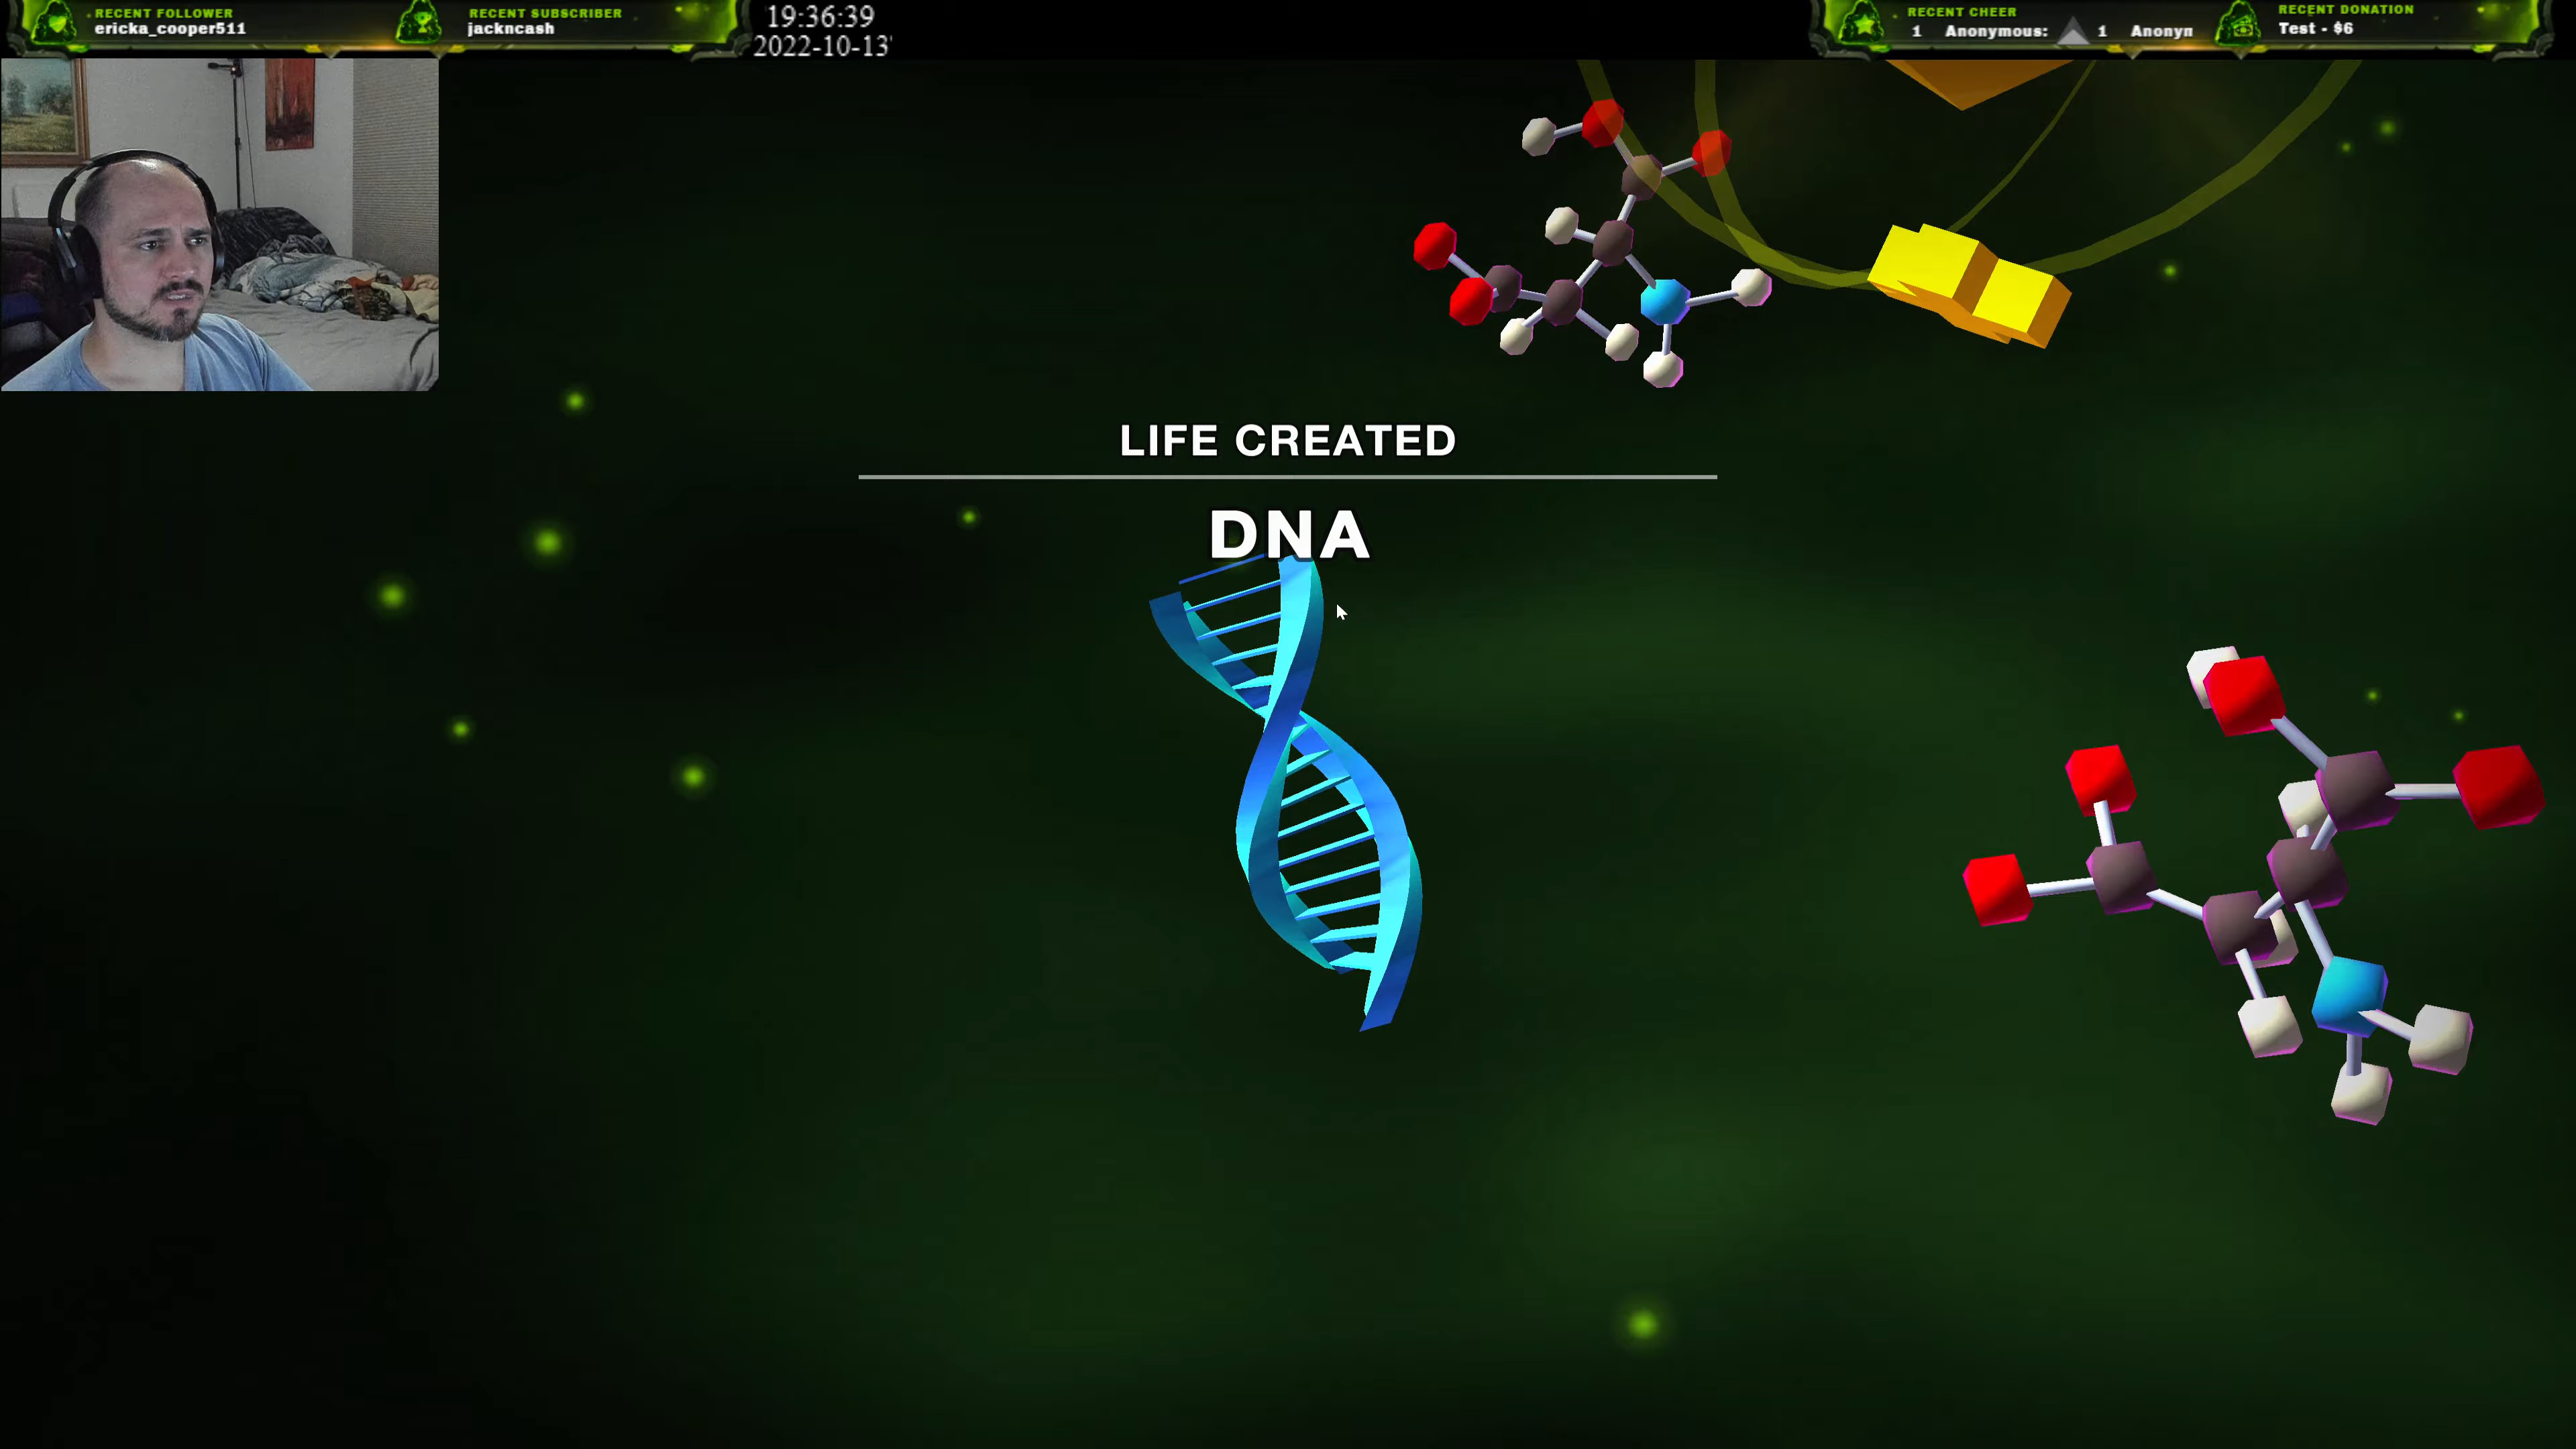 RECENT FOLLOWER
ericka_cooper511
RECENT SUBSCRIBER
jackncash
19:36:39
2022-10-13
RECENT CHEER
1 Anonymous: 1 Anonyn
RECENT DONATION
Test - $6
LIFE CREATED
DNA